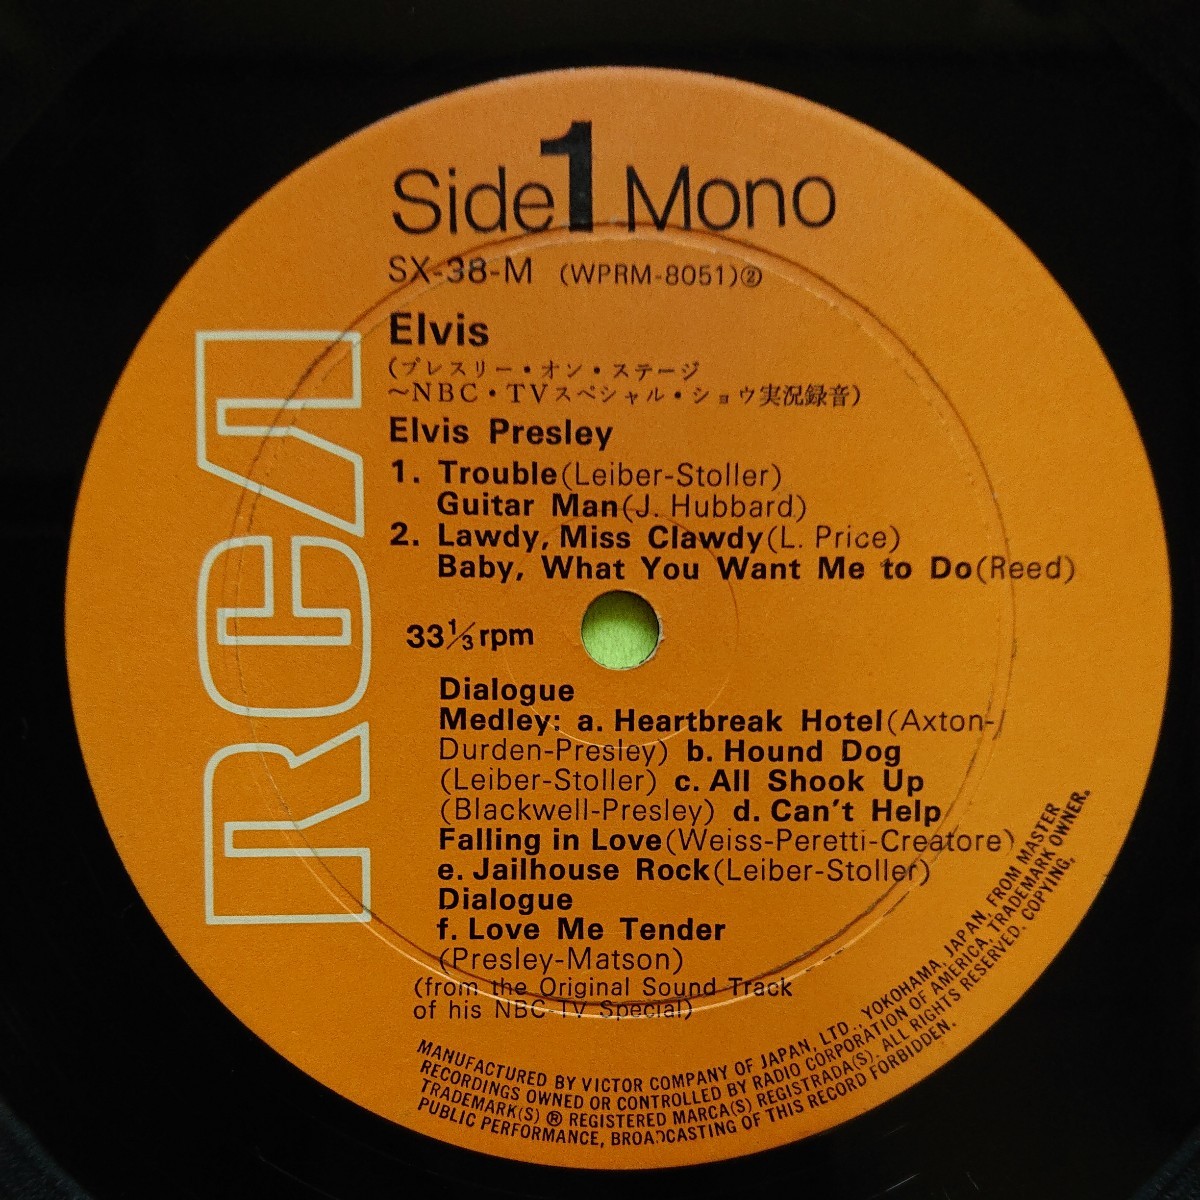 Side 1 Mono
SX-38-M (WPRM-8051)②
Elvis
(プレスリー・オン・ステージ
〜NBC・TVスペシャル・ショウ実況録音)
Elvis Presley
1. Trouble(Leiber-Stoller)
Guitar Man(J. Hubbard)
2. Lawdy, Miss Clawdy(L. Price)
Baby, What You Want Me to Do(Reed)
33⅓ rpm
Dialogue
Medley: a. Heartbreak Hotel(Axton-
Durden-Presley) b. Hound Dog
(Leiber-Stoller) c. All Shook Up
(Blackwell-Presley) d. Can't Help
Falling in Love(Weiss-Peretti-Creatore)
e. Jailhouse Rock(Leiber-Stoller)
Dialogue
f. Love Me Tender
(Presley-Matson)
(from the Original Sound Track
of his NBC-TV Special)
RCA
MANUFACTURED BY VICTOR COMPANY OF JAPAN, LTD., YOKOHAMA, JAPAN, FROM MASTER
RECORDINGS OWNED OR CONTROLLED BY RADIO CORPORATION OF AMERICA, TRADEMARK OWNER.
TRADEMARK(S) ® REGISTERED MARCA(S) REGISTRADA(S). ALL RIGHTS RESERVED. COPYING,
PUBLIC PERFORMANCE, BROADCASTING OF THIS RECORD FORBIDDEN.